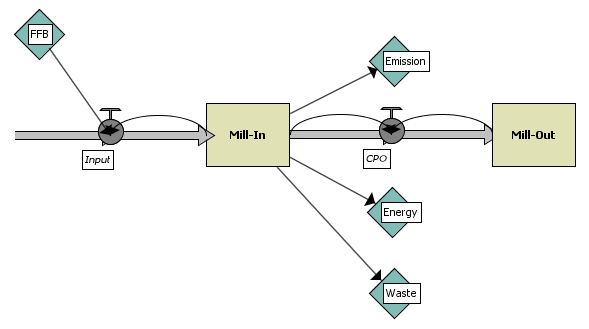 FFB
Emission
Mill-In
Mill-Out
Input
CPO
Energy
Waste